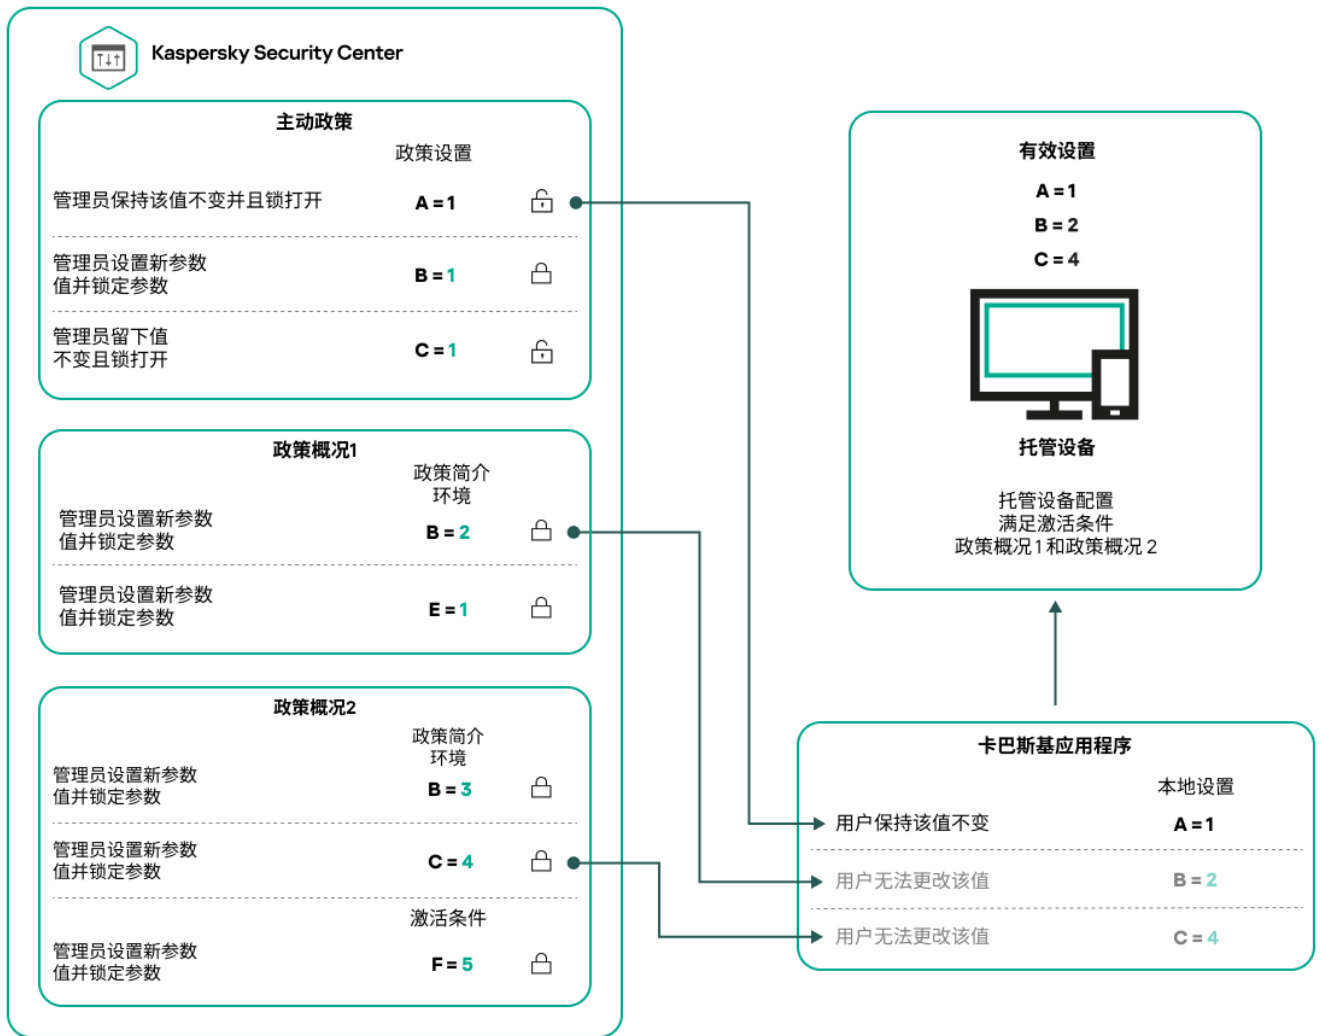 Kaspersky Security Center
主动政策
政策设置
管理员保持该值不变并且锁打开
A = 1
管理员设置新参数
值并锁定参数
B = 1
管理员留下值
不变且锁打开
C = 1
政策概况1
政策简介
环境
管理员设置新参数
值并锁定参数
B = 2
管理员设置新参数
值并锁定参数
E = 1
政策概况2
政策简介
环境
管理员设置新参数
值并锁定参数
B = 3
管理员设置新参数
值并锁定参数
C = 4
激活条件
管理员设置新参数
值并锁定参数
F = 5
有效设置
A = 1
B = 2
C = 4
托管设备
托管设备配置
满足激活条件
政策概况 1 和政策概况 2
卡巴斯基应用程序
本地设置
用户保持该值不变
A = 1
用户无法更改该值
B = 2
用户无法更改该值
C = 4